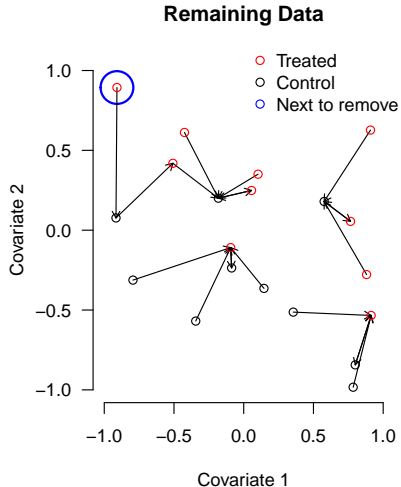 Remaining Data
Treated
Control
Next to remove
1.0
0.5
0.0
−0.5
−1.0
Covariate 2
−1.0 −0.5 0.0 0.5 1.0
Covariate 1